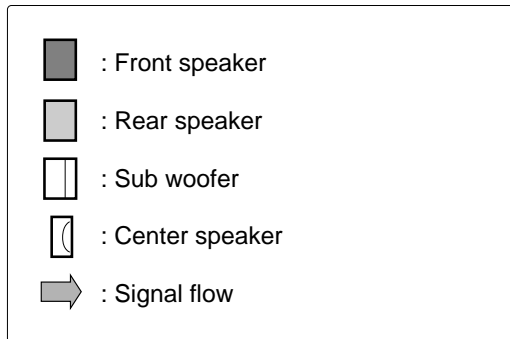 : Front speaker
: Rear speaker
: Sub woofer
: Center speaker
: Signal flow